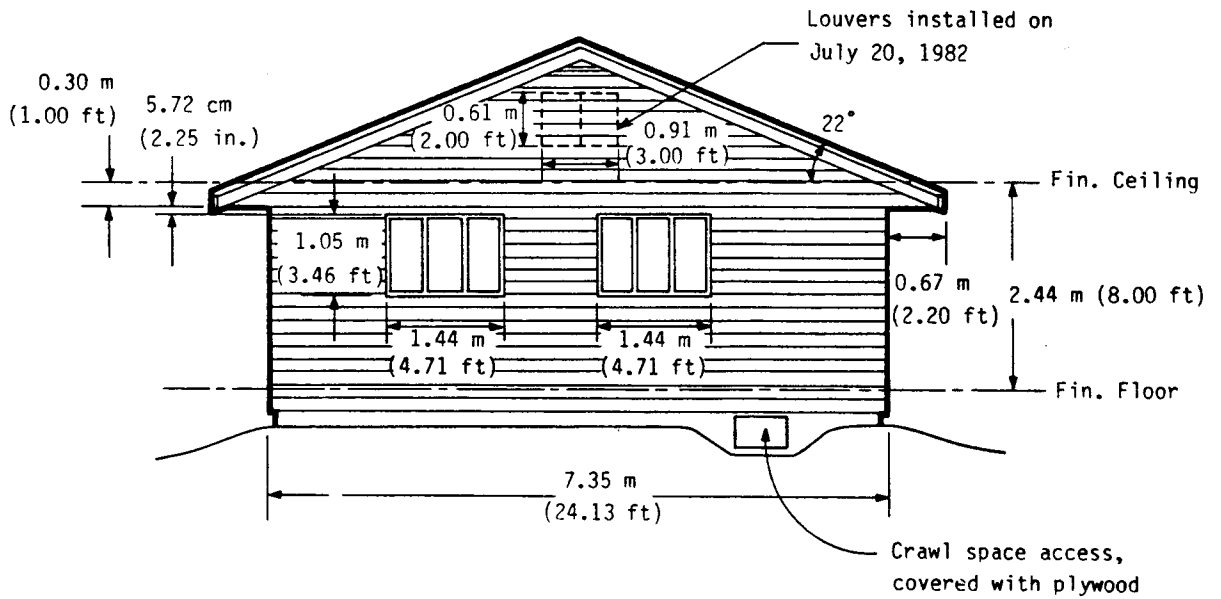 Louvers installed on
July 20, 1982
0.30 m
(1.00 ft)
5.72 cm
(2.25 in.)
0.61 m
(2.00 ft)
0.91 m
(3.00 ft)
22°
Fin. Ceiling
1.05 m
(3.46 ft)
0.67 m
(2.20 ft)
2.44 m (8.00 ft)
1.44 m
(4.71 ft)
1.44 m
(4.71 ft)
Fin. Floor
7.35 m
(24.13 ft)
Crawl space access,
covered with plywood